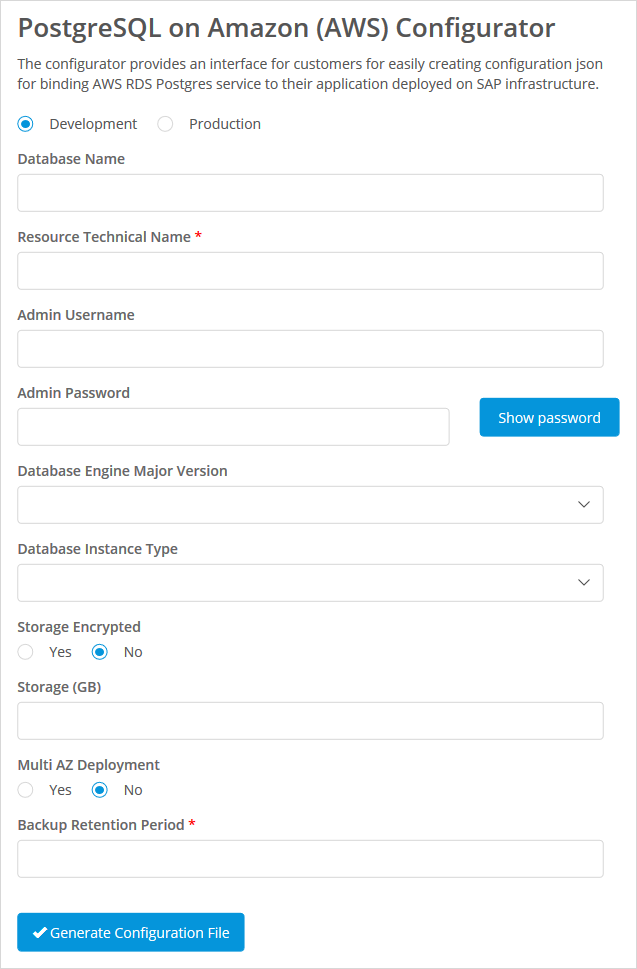 PostgreSQL on Amazon (AWS) Configurator
The configurator provides an interface for customers for easily creating configuration json
for binding AWS RDS Postgres service to their application deployed on SAP infrastructure.
Development Production
Database Name
Resource Technical Name *
Admin Username
Admin Password
Show password
Database Engine Major Version
Database Instance Type
Storage Encrypted
Yes No
Storage (GB)
Multi AZ Deployment
Yes No
Backup Retention Period *
Generate Configuration File